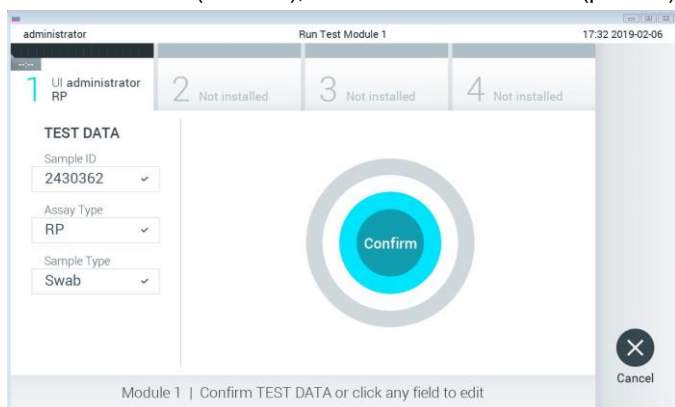 administrator Run Test Module 1 17:32 2019-02-06
--:--
1 UI administrator
RP
2 Not installed
3 Not installed
4 Not installed
TEST DATA
Sample ID
2430362
Assay Type
RP
Sample Type
Swab
Confirm
Cancel
Module 1 | Confirm TEST DATA or click any field to edit